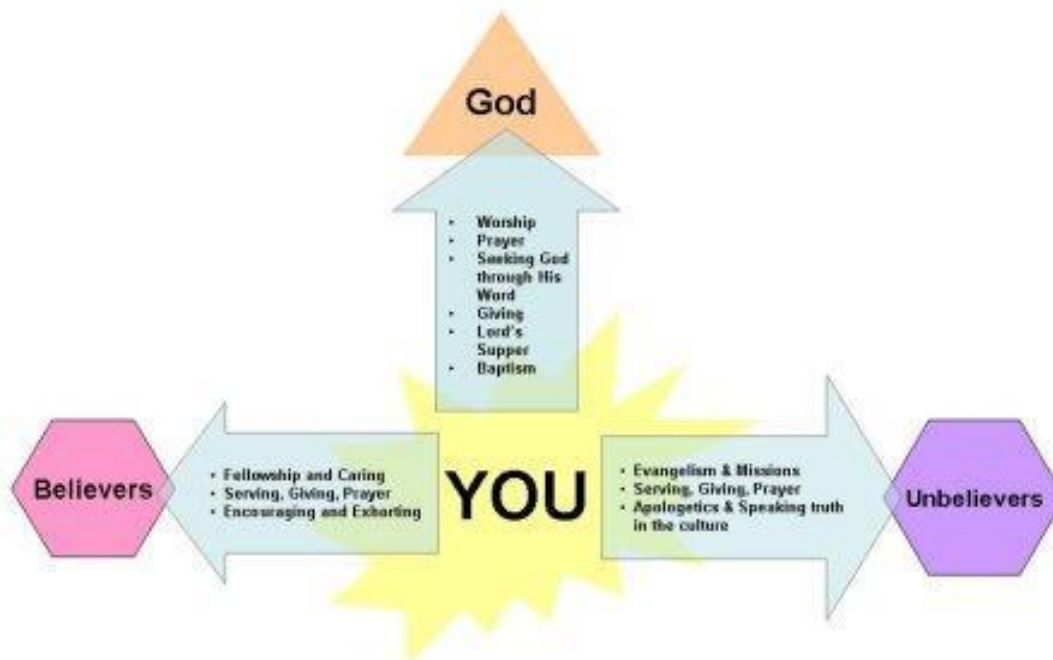 God
• Worship
• Prayer
• Seeking God
through His
Word
• Giving
• Lord's
Supper
• Baptism
Believers
• Fellowship and Caring
• Serving, Giving, Prayer
• Encouraging and Exhorting
YOU
• Evangelism & Missions
• Serving, Giving, Prayer
• Apologetics & Speaking truth
in the culture
Unbelievers